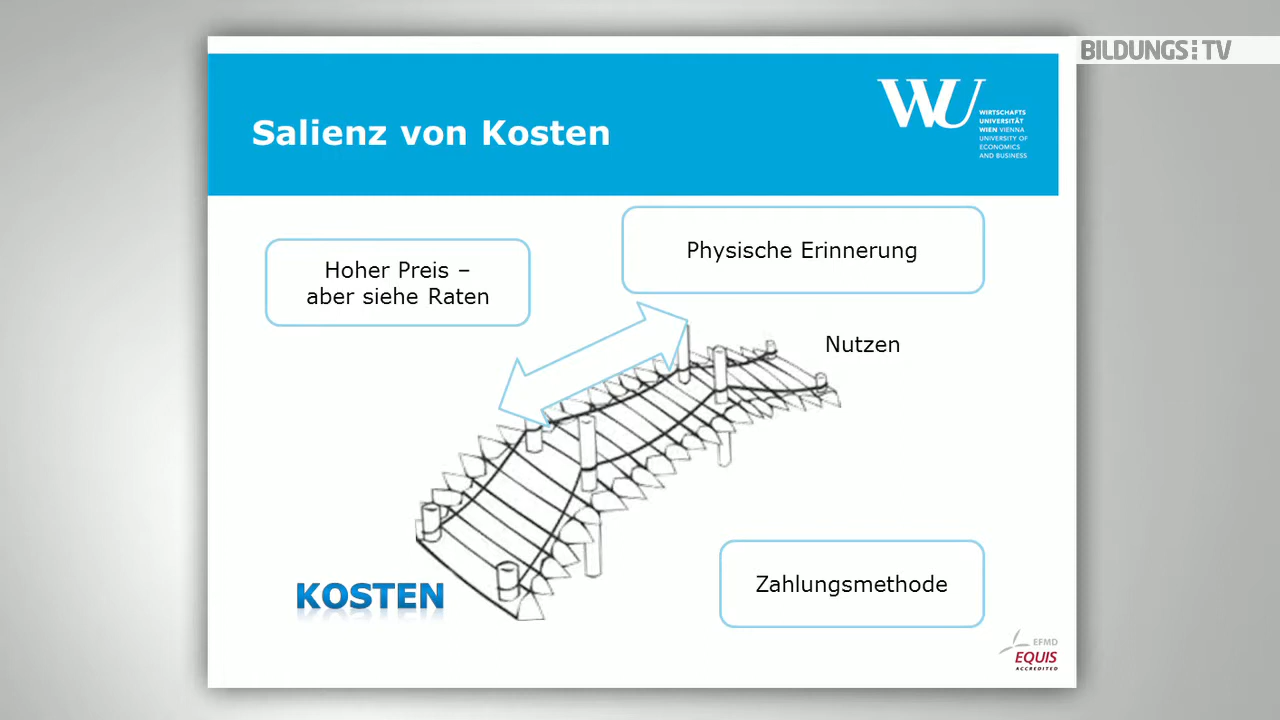 BILDUNGS TV
Salienz von Kosten
WU
WIRTSCHAFTS
UNIVERSITÄT
WIEN VIENNA
UNIVERSITY OF
ECONOMICS
AND BUSINESS
Physische Erinnerung
Hoher Preis –
aber siehe Raten
Nutzen
KOSTEN
Zahlungsmethode
EFMD
EQUIS
ACCREDITED